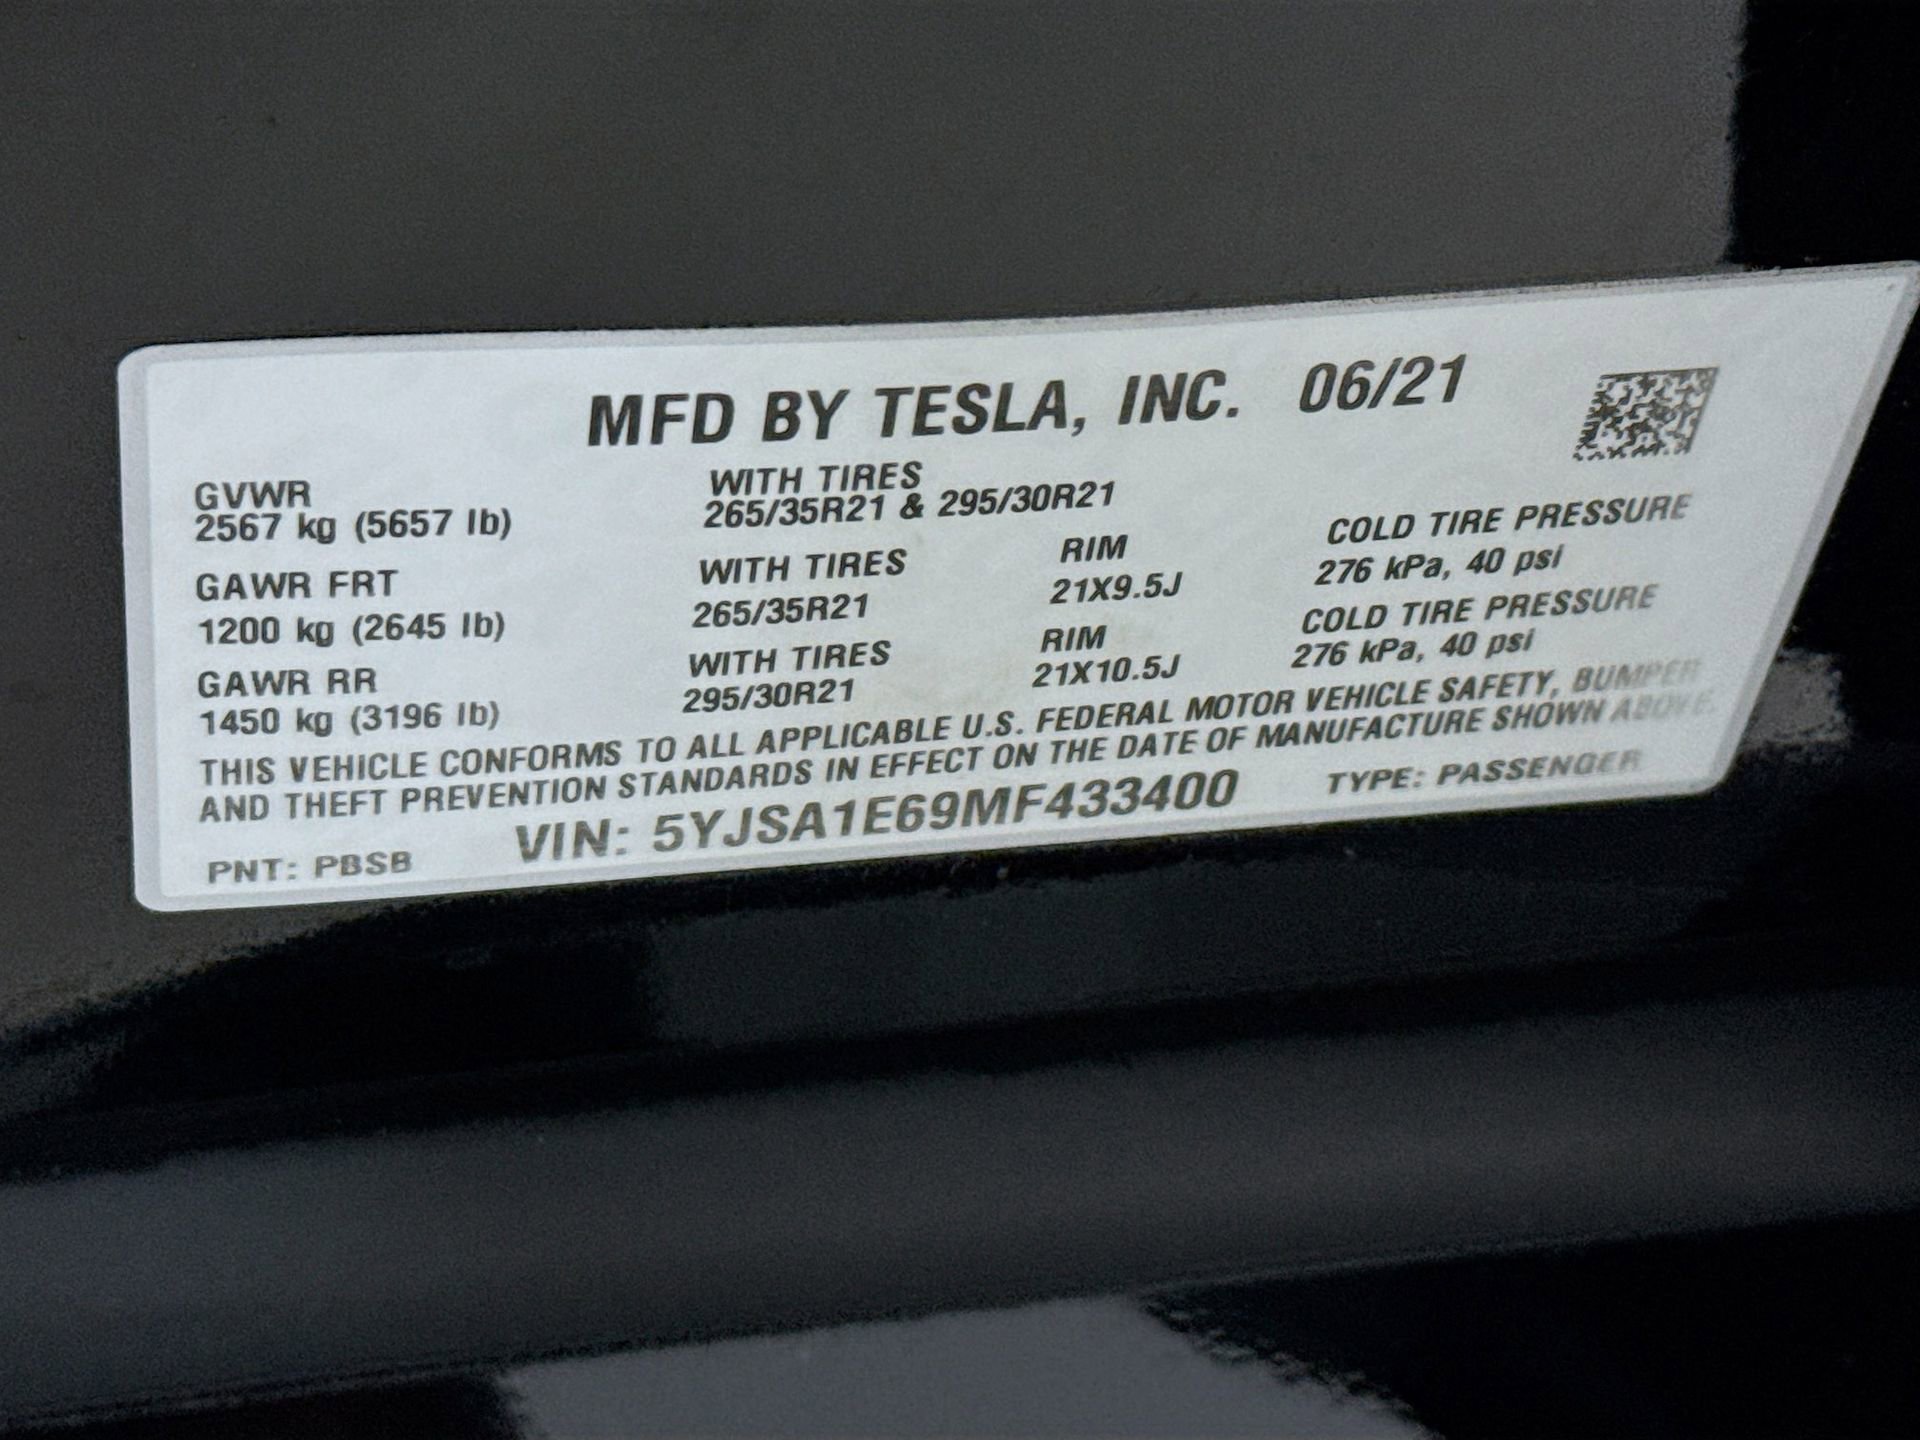 MFD BY TESLA, INC. 06/21
GVWR
2567 kg (5657 lb)
WITH TIRES
265/35R21 & 295/30R21
GAWR FRT
1200 kg (2645 lb)
WITH TIRES
265/35R21
RIM
21X9.5J
COLD TIRE PRESSURE
276 kPa, 40 psi
GAWR RR
1450 kg (3196 lb)
WITH TIRES
295/30R21
RIM
21X10.5J
COLD TIRE PRESSURE
276 kPa, 40 psi
THIS VEHICLE CONFORMS TO ALL APPLICABLE U.S. FEDERAL MOTOR VEHICLE SAFETY, BUMPER
AND THEFT PREVENTION STANDARDS IN EFFECT ON THE DATE OF MANUFACTURE SHOWN ABOVE.
PNT: PBSB VIN: 5YJSA1E69MF433400 TYPE: PASSENGER